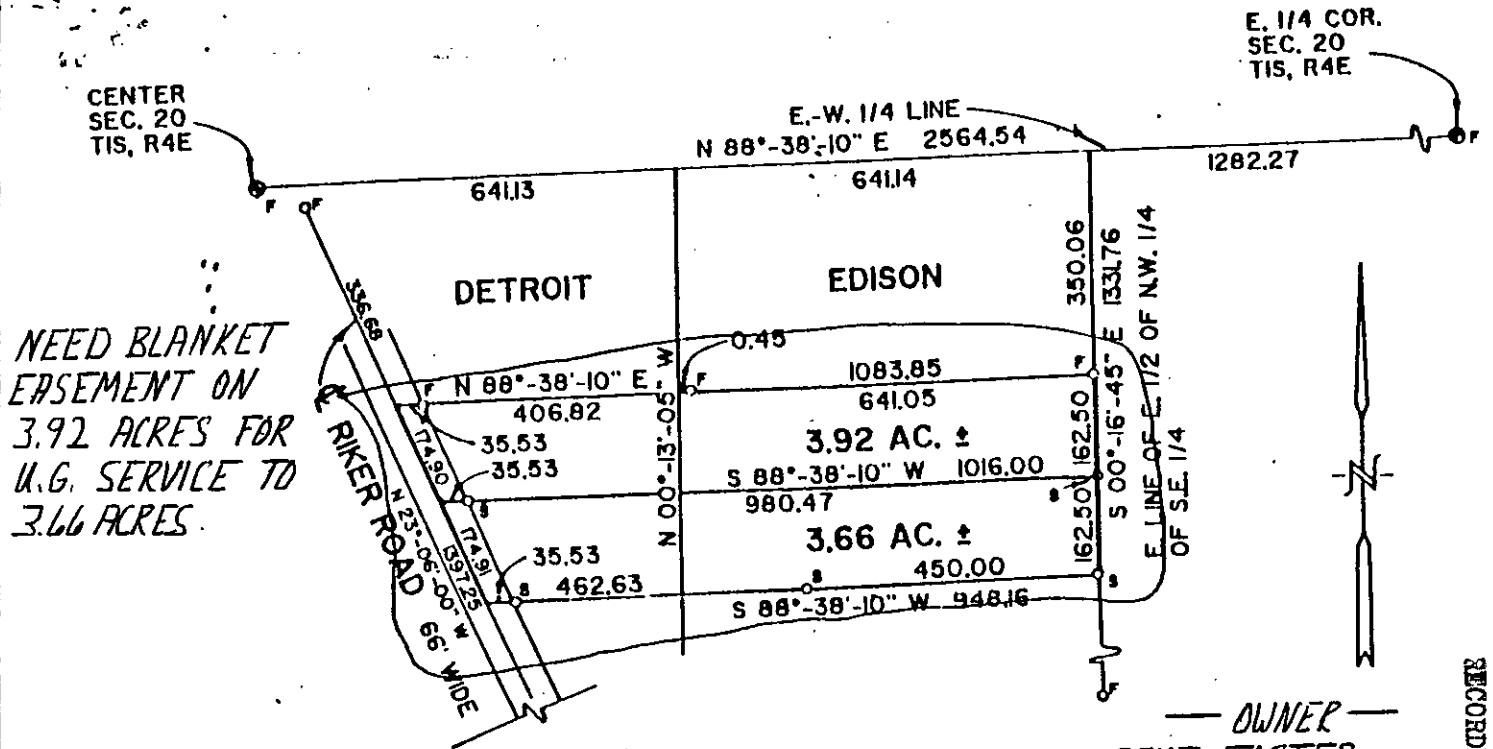 E. 1/4 COR.
SEC. 20
T1S, R4E
CENTER
SEC. 20
T1S, R4E
E.-W. 1/4 LINE
N 88°-38'-10" E 2564.54
1282.27
F
F
F
641.13
641.14
DETROIT
EDISON
350.06
S 00°-16'-45" E 1331.76
E. LINE OF E. 1/2 OF N.W. 1/4
OF S.E. 1/4
336.68
NEED BLANKET
EASEMENT ON
3.92 ACRES FOR
U.G. SERVICE TO
3.66 ACRES.
0.45
F
N 88°-38'-10" E
F
1083.85
F
406.82
641.05
N 00°-13'-05" W
35.53
174.90
35.53
3.92 AC. ±
162.50
S 88°-38'-10" W 1016.00
S
980.47
S
RIKER ROAD 66' WIDE
N 23°-06'-00" W
1397.25
174.91
3.66 AC. ±
162.50
35.53
S
462.63
S
450.00
S
S 88°-38'-10" W 948.16
N
F
OWNER
RECORD